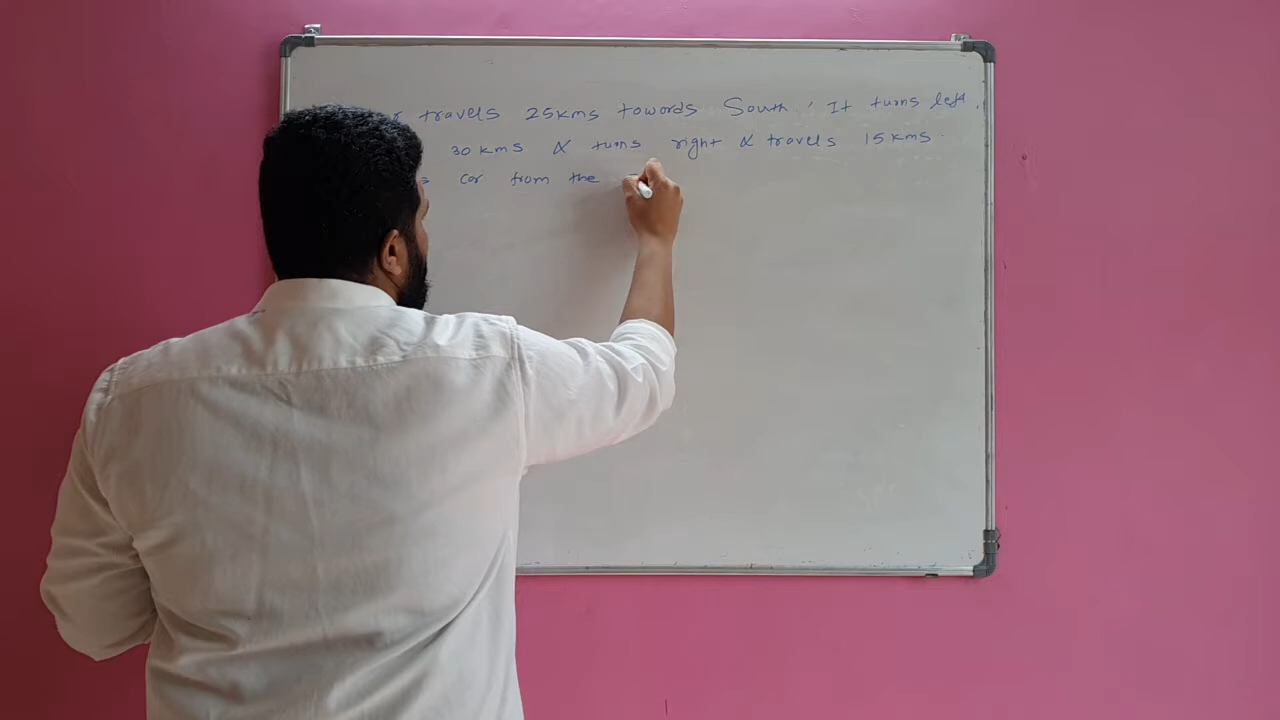 r travels 25kms towards South. It turns left,
30 kms & turns right & travels 15 kms.
s car from the